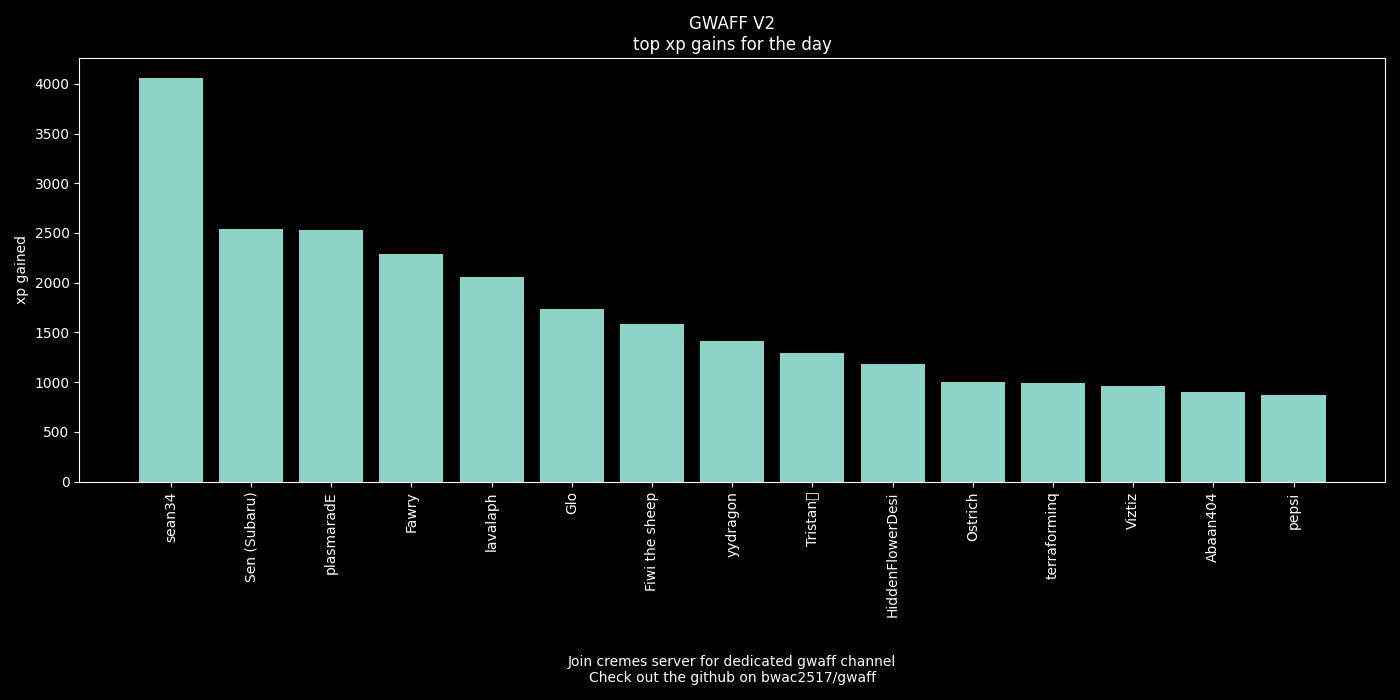 GWAFF V2
top xp gains for the day
xp gained
4000
3500
3000
2500
2000
1500
1000
500
0
sean34
Sen (Subaru)
plasmaradE
Fawry
lavalaph
Glo
Fiwi the sheep
yydragon
Tristan▯
HiddenFlowerDesi
Ostrich
terraforminq
Viztiz
Abaan404
pepsi
Join cremes server for dedicated gwaff channel
Check out the github on bwac2517/gwaff